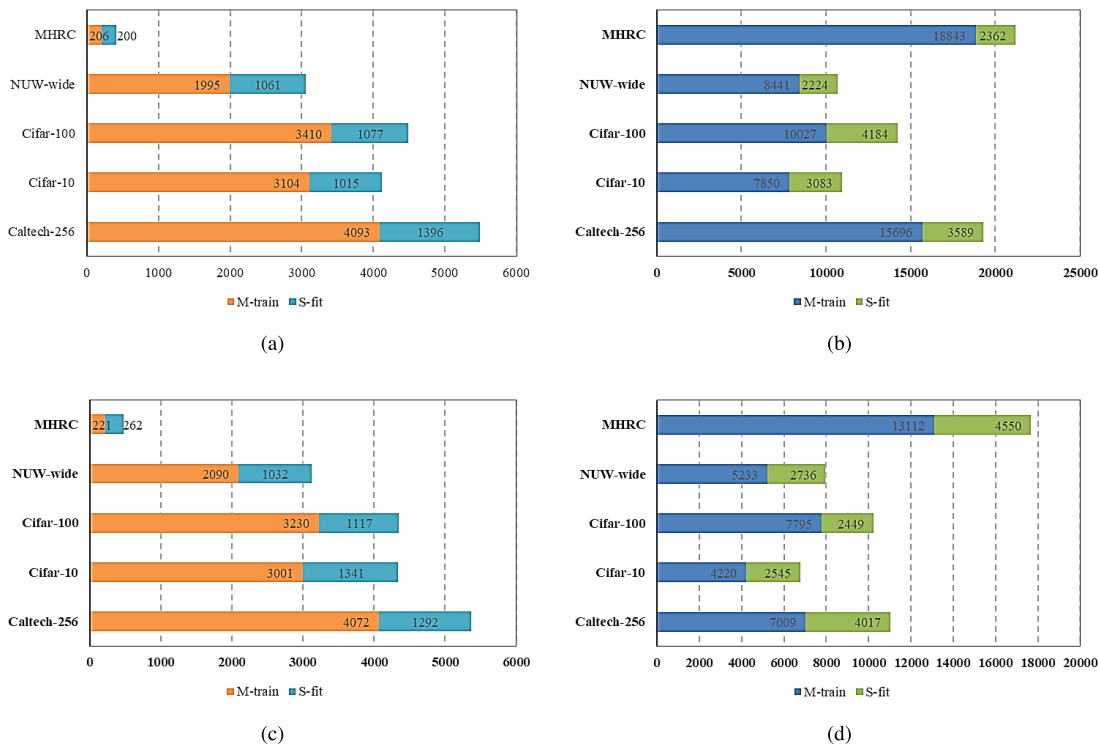 MHRC 206 200
NUW-wide 1995 1061
Cifar-100 3410 1077
Cifar-10 3104 1015
Caltech-256 4093 1396
0 1000 2000 3000 4000 5000 6000
M-train S-fit
(a)
MHRC 18843 2362
NUW-wide 8441 2224
Cifar-100 10027 4184
Cifar-10 7850 3083
Caltech-256 15696 3589
0 5000 10000 15000 20000 25000
M-train S-fit
(b)
MHRC 221 262
NUW-wide 2090 1032
Cifar-100 3230 1117
Cifar-10 3001 1341
Caltech-256 4072 1292
0 1000 2000 3000 4000 5000 6000
M-train S-fit
(c)
MHRC 13112 4550
NUW-wide 5233 2736
Cifar-100 7795 2449
Cifar-10 4220 2545
Caltech-256 7009 4017
0 2000 4000 6000 8000 10000 12000 14000 16000 18000 20000
M-train S-fit
(d)